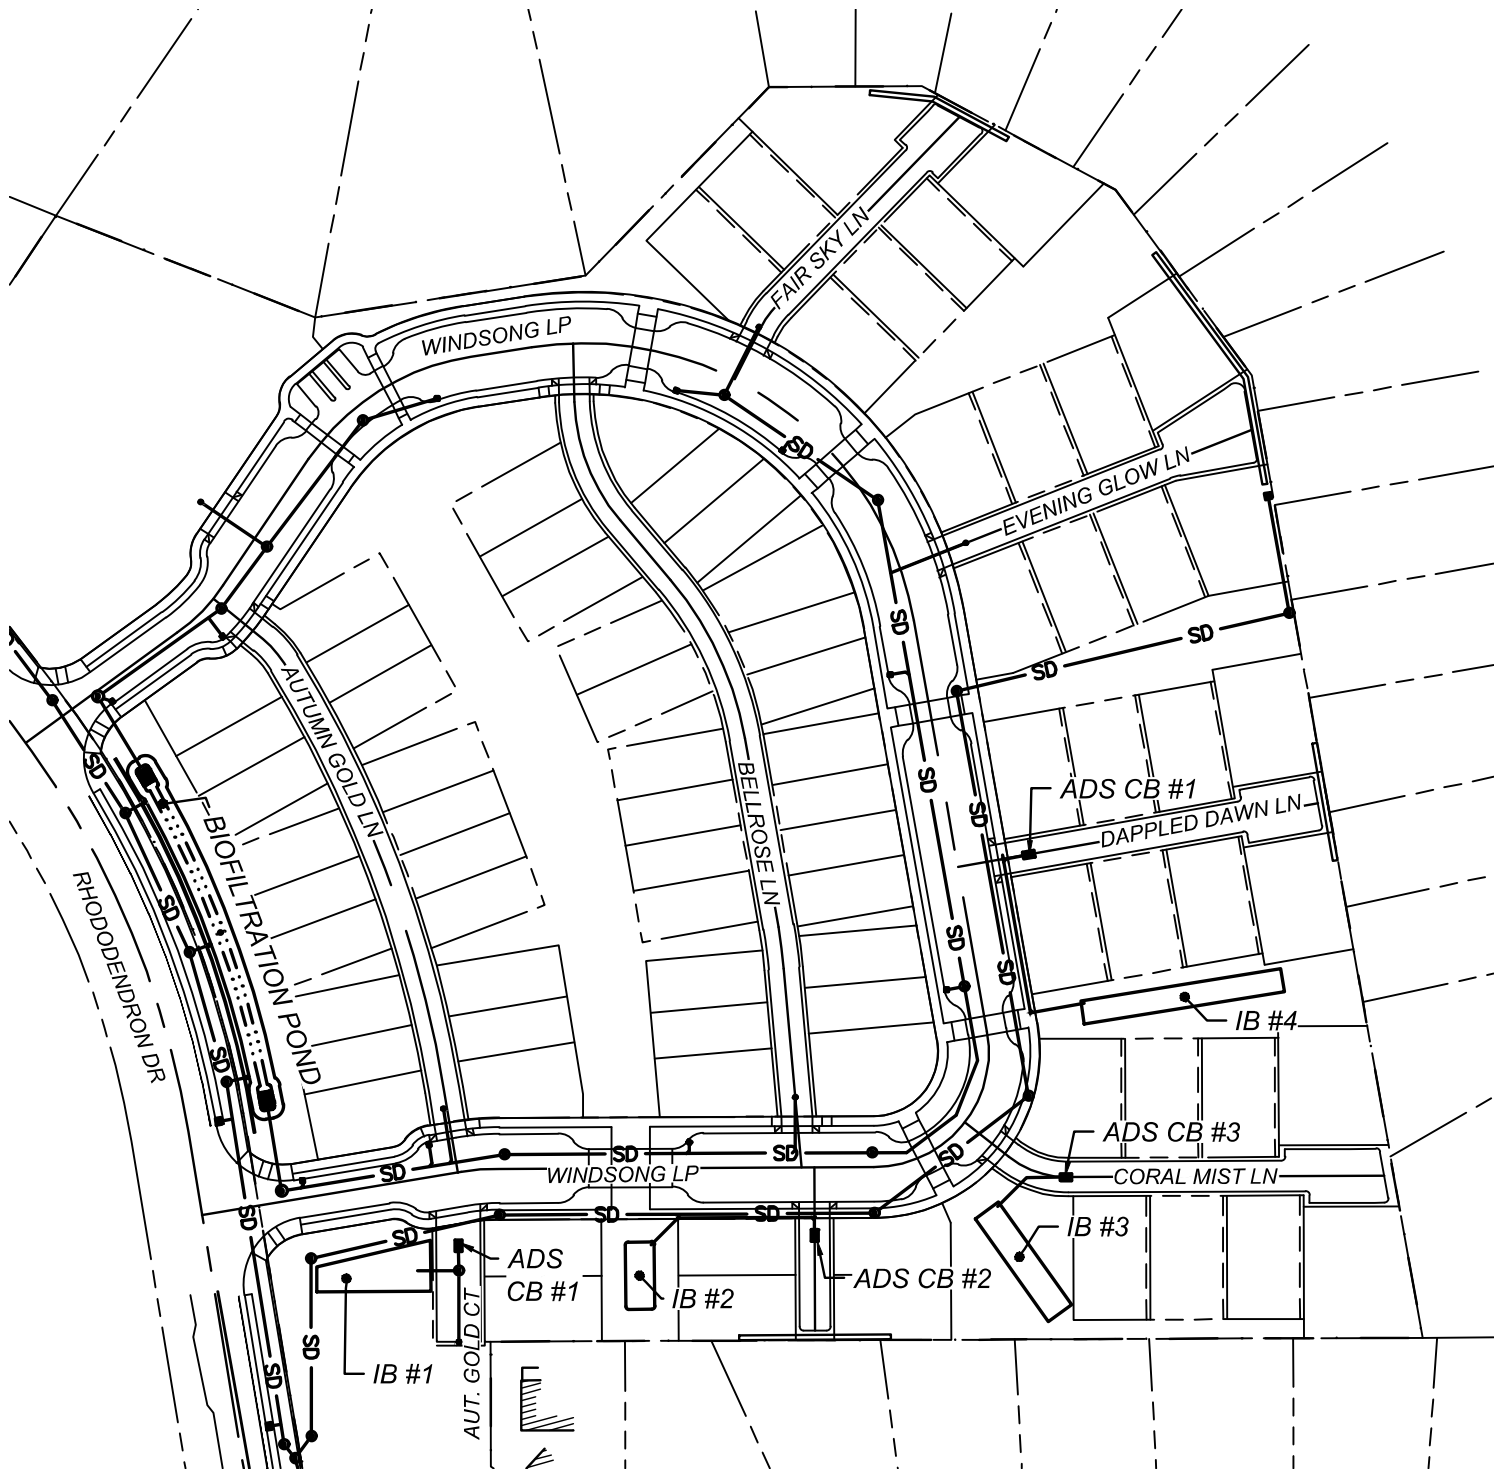 WINDSONG LP
FAIR SKY LN
SD
EVENING GLOW LN
SD
SD
SD
AUTUMN GOLD LN
SD
SD
BELLROSE LN
ADS CB #1
SD
DAPPLED DAWN LN
BIOFILTRATION POND
RHODODENDRON DR
SD
SD
SD
IB #4
SD
ADS CB #3
SD
SD
SD
SD
WINDSONG LP
CORAL MIST LN
SD
SD
SD
SD
IB #3
ADS
CB #1
ADS CB #2
IB #2
AUT. GOLD CT
SD
SD
IB #1